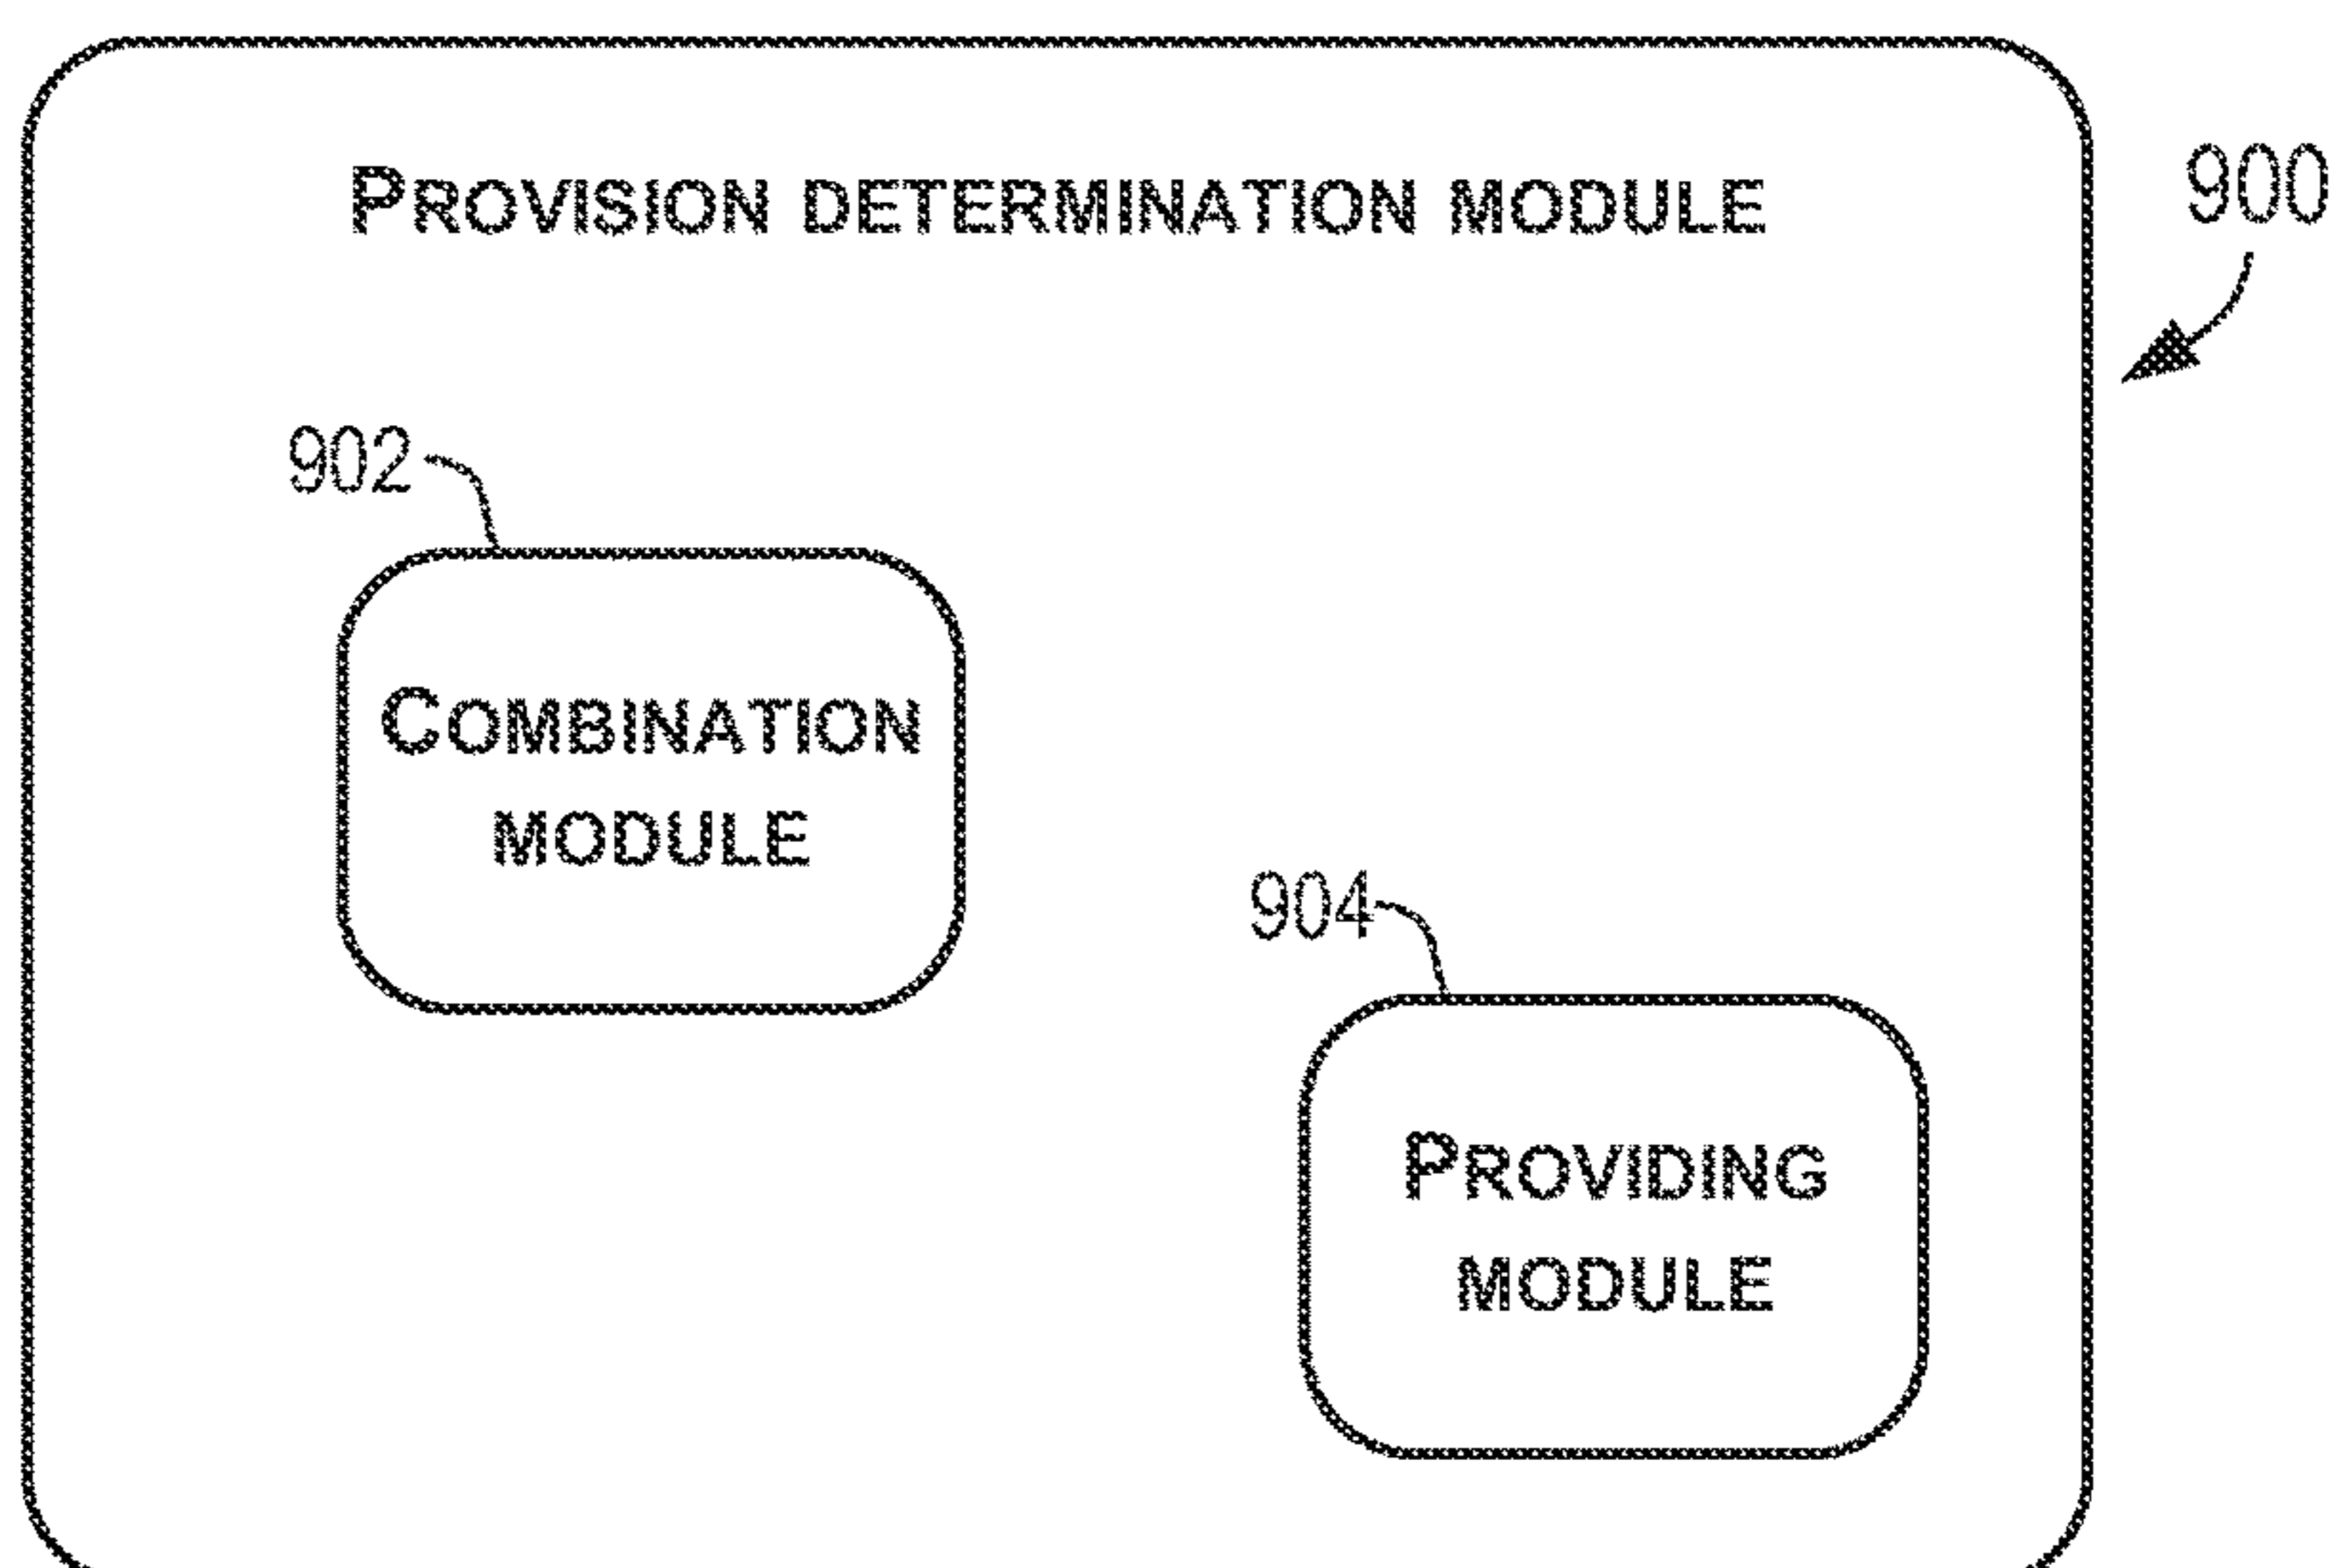 PROVISION DETERMINATION MODULE
900
902
COMBINATION
MODULE
904
PROVIDING
MODULE